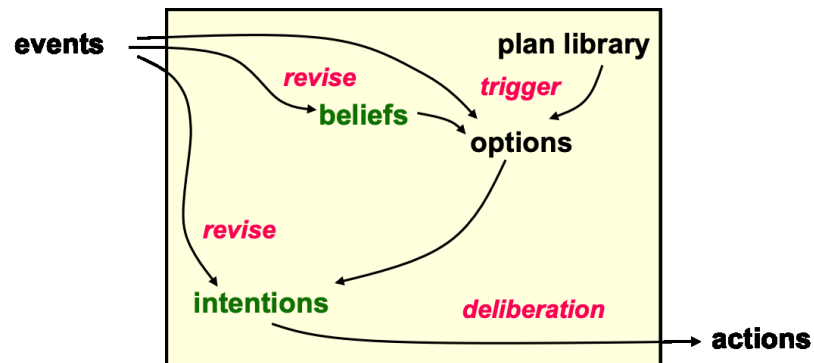 events
plan library
revise
trigger
beliefs
options
revise
intentions
deliberation
actions